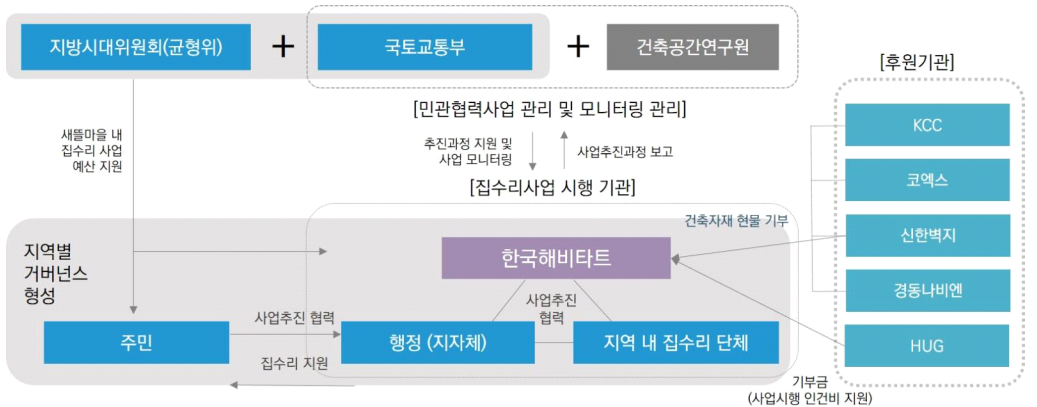 지방시대위원회(균형위)
+
국토교통부
+
건축공간연구원
[후원기관]
[민관협력사업 관리 및 모니터링 관리]
KCC
새뜰마을 내
집수리 사업
예산 지원
추진과정 지원 및
사업 모니터링
사업추진과정 보고
코엑스
[집수리사업 시행 기관]
건축자재 현물 기부
신한벽지
지역별
거버넌스
형성
한국해비타트
경동나비엔
사업추진
협력
사업추진 협력
주민
행정 (지자체)
지역 내 집수리 단체
HUG
집수리 지원
기부금
(사업시행 인건비 지원)